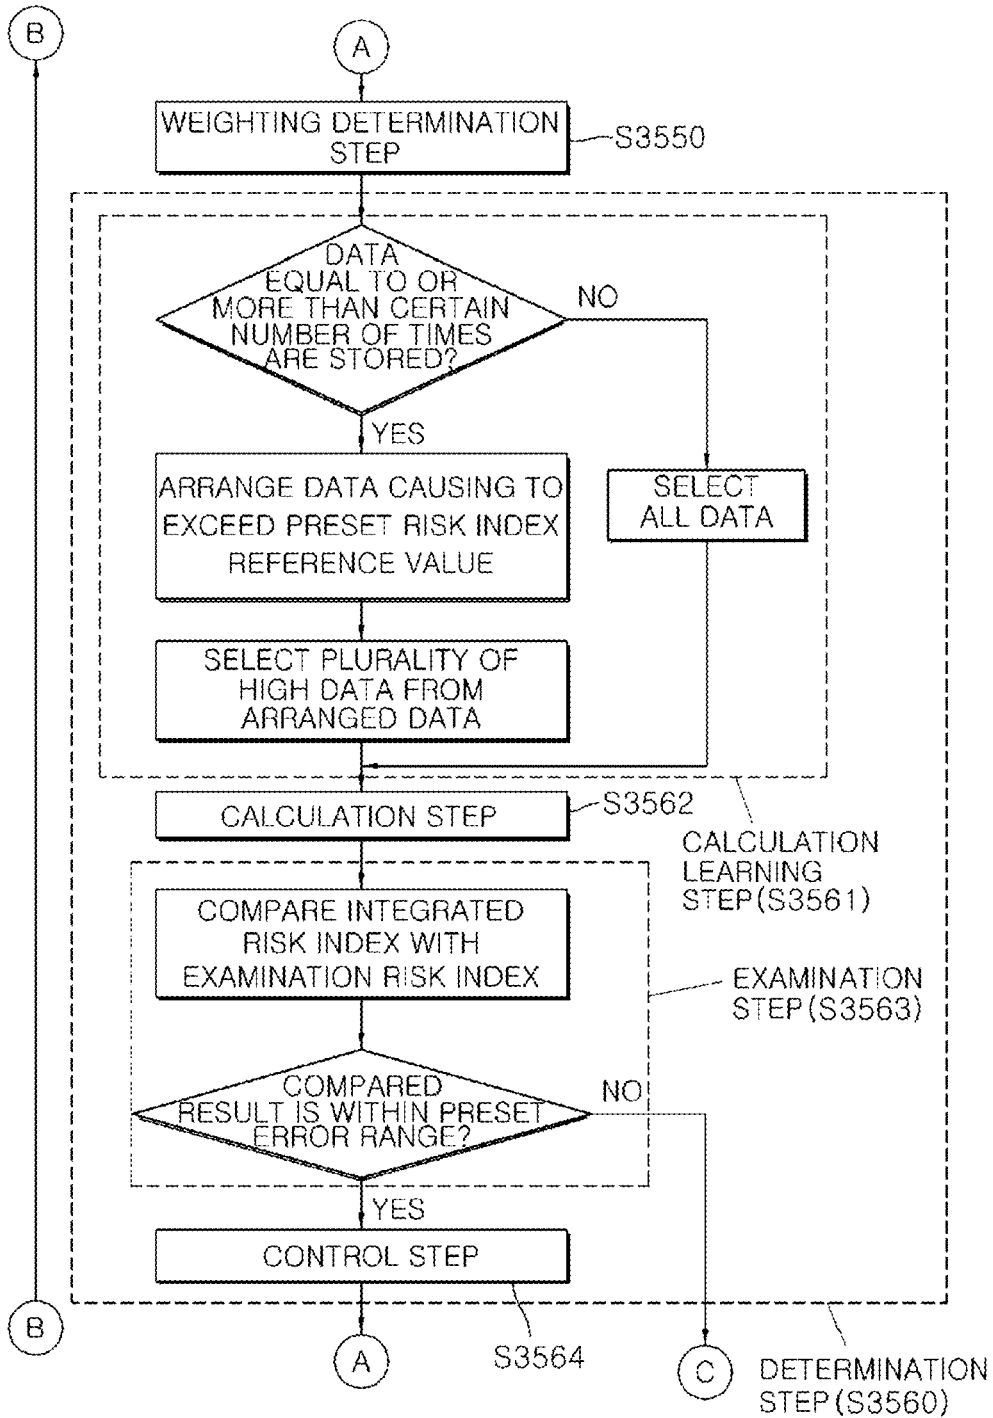 B
A
WEIGHTING DETERMINATION
STEP
S3550
DATA
EQUAL TO OR
MORE THAN CERTAIN
NUMBER OF TIMES
ARE STORED?
NO
YES
ARRANGE DATA CAUSING TO
EXCEED PRESET RISK INDEX
REFERENCE VALUE
SELECT
ALL DATA
SELECT PLURALITY OF
HIGH DATA FROM
ARRANGED DATA
CALCULATION STEP
S3562
CALCULATION
LEARNING
STEP(S3561)
COMPARE INTEGRATED
RISK INDEX WITH
EXAMINATION RISK INDEX
EXAMINATION
STEP(S3563)
COMPARED
RESULT IS WITHIN PRESET
ERROR RANGE?
NO
YES
CONTROL STEP
S3564
B
A
C
DETERMINATION
STEP(S3560)